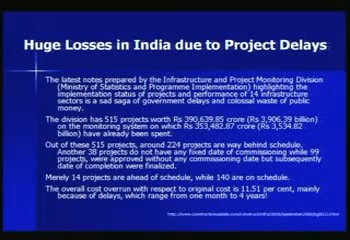 Huge Losses in India due to Project Delays
The latest notes prepared by the Infrastructure and Project Monitoring Division
(Ministry of Statistics and Programme Implementation) highlighting the
implementation status of projects and performance of 14 infrastructure
sectors is a sad saga of government delays and colossal waste of public
money.
The division has 515 projects worth Rs 390,639.85 crore (Rs 3,906.39 billion)
on the monitoring system on which Rs 353,482.87 crore (Rs 3,534.82
billion) have already been spent.
Out of these 515 projects, around 224 projects are way behind schedule.
Another 38 projects do not have any fixed date of commissioning while 99
projects, were approved without any commissioning date but subsequently
date of completion were finalized.
Merely 14 projects are ahead of schedule, while 140 are on schedule.
The overall cost overrun with respect to original cost is 11.51 per cent, mainly
because of delays, which range from one month to 4 years!